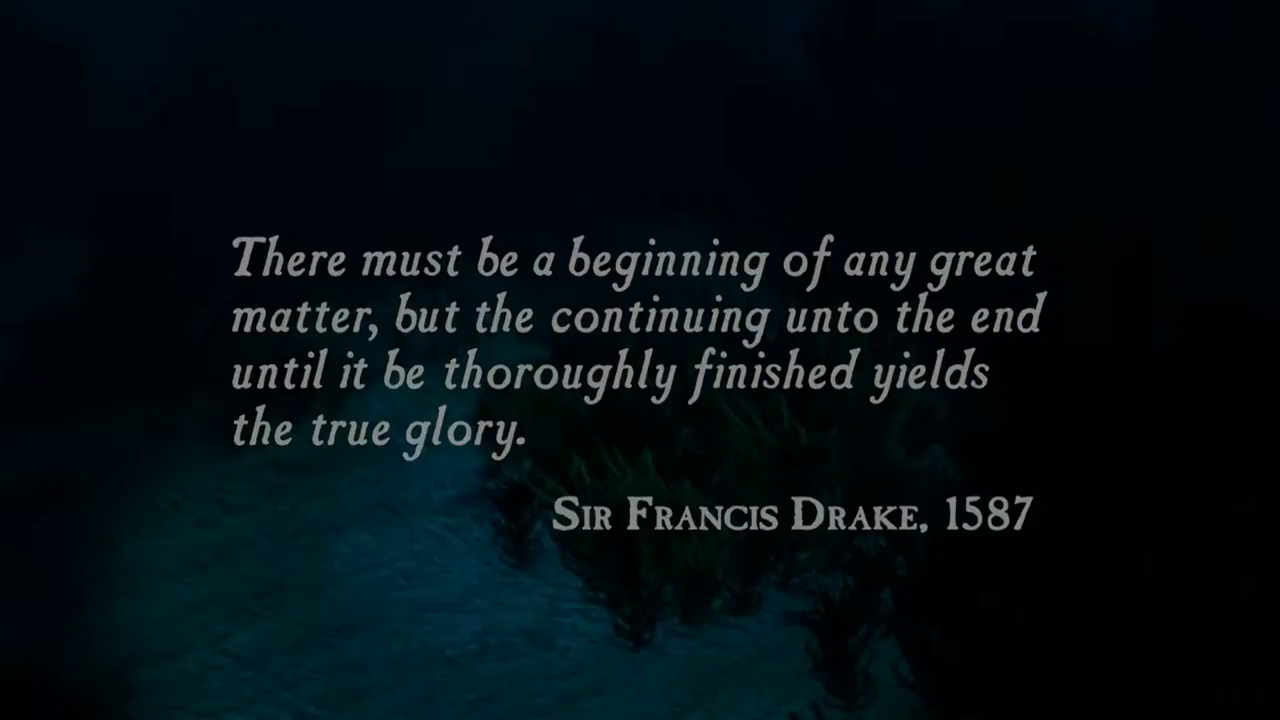 There must be a beginning of any great
matter, but the continuing unto the end
until it be thoroughly finished yields
the true glory.
Sir Francis Drake, 1587